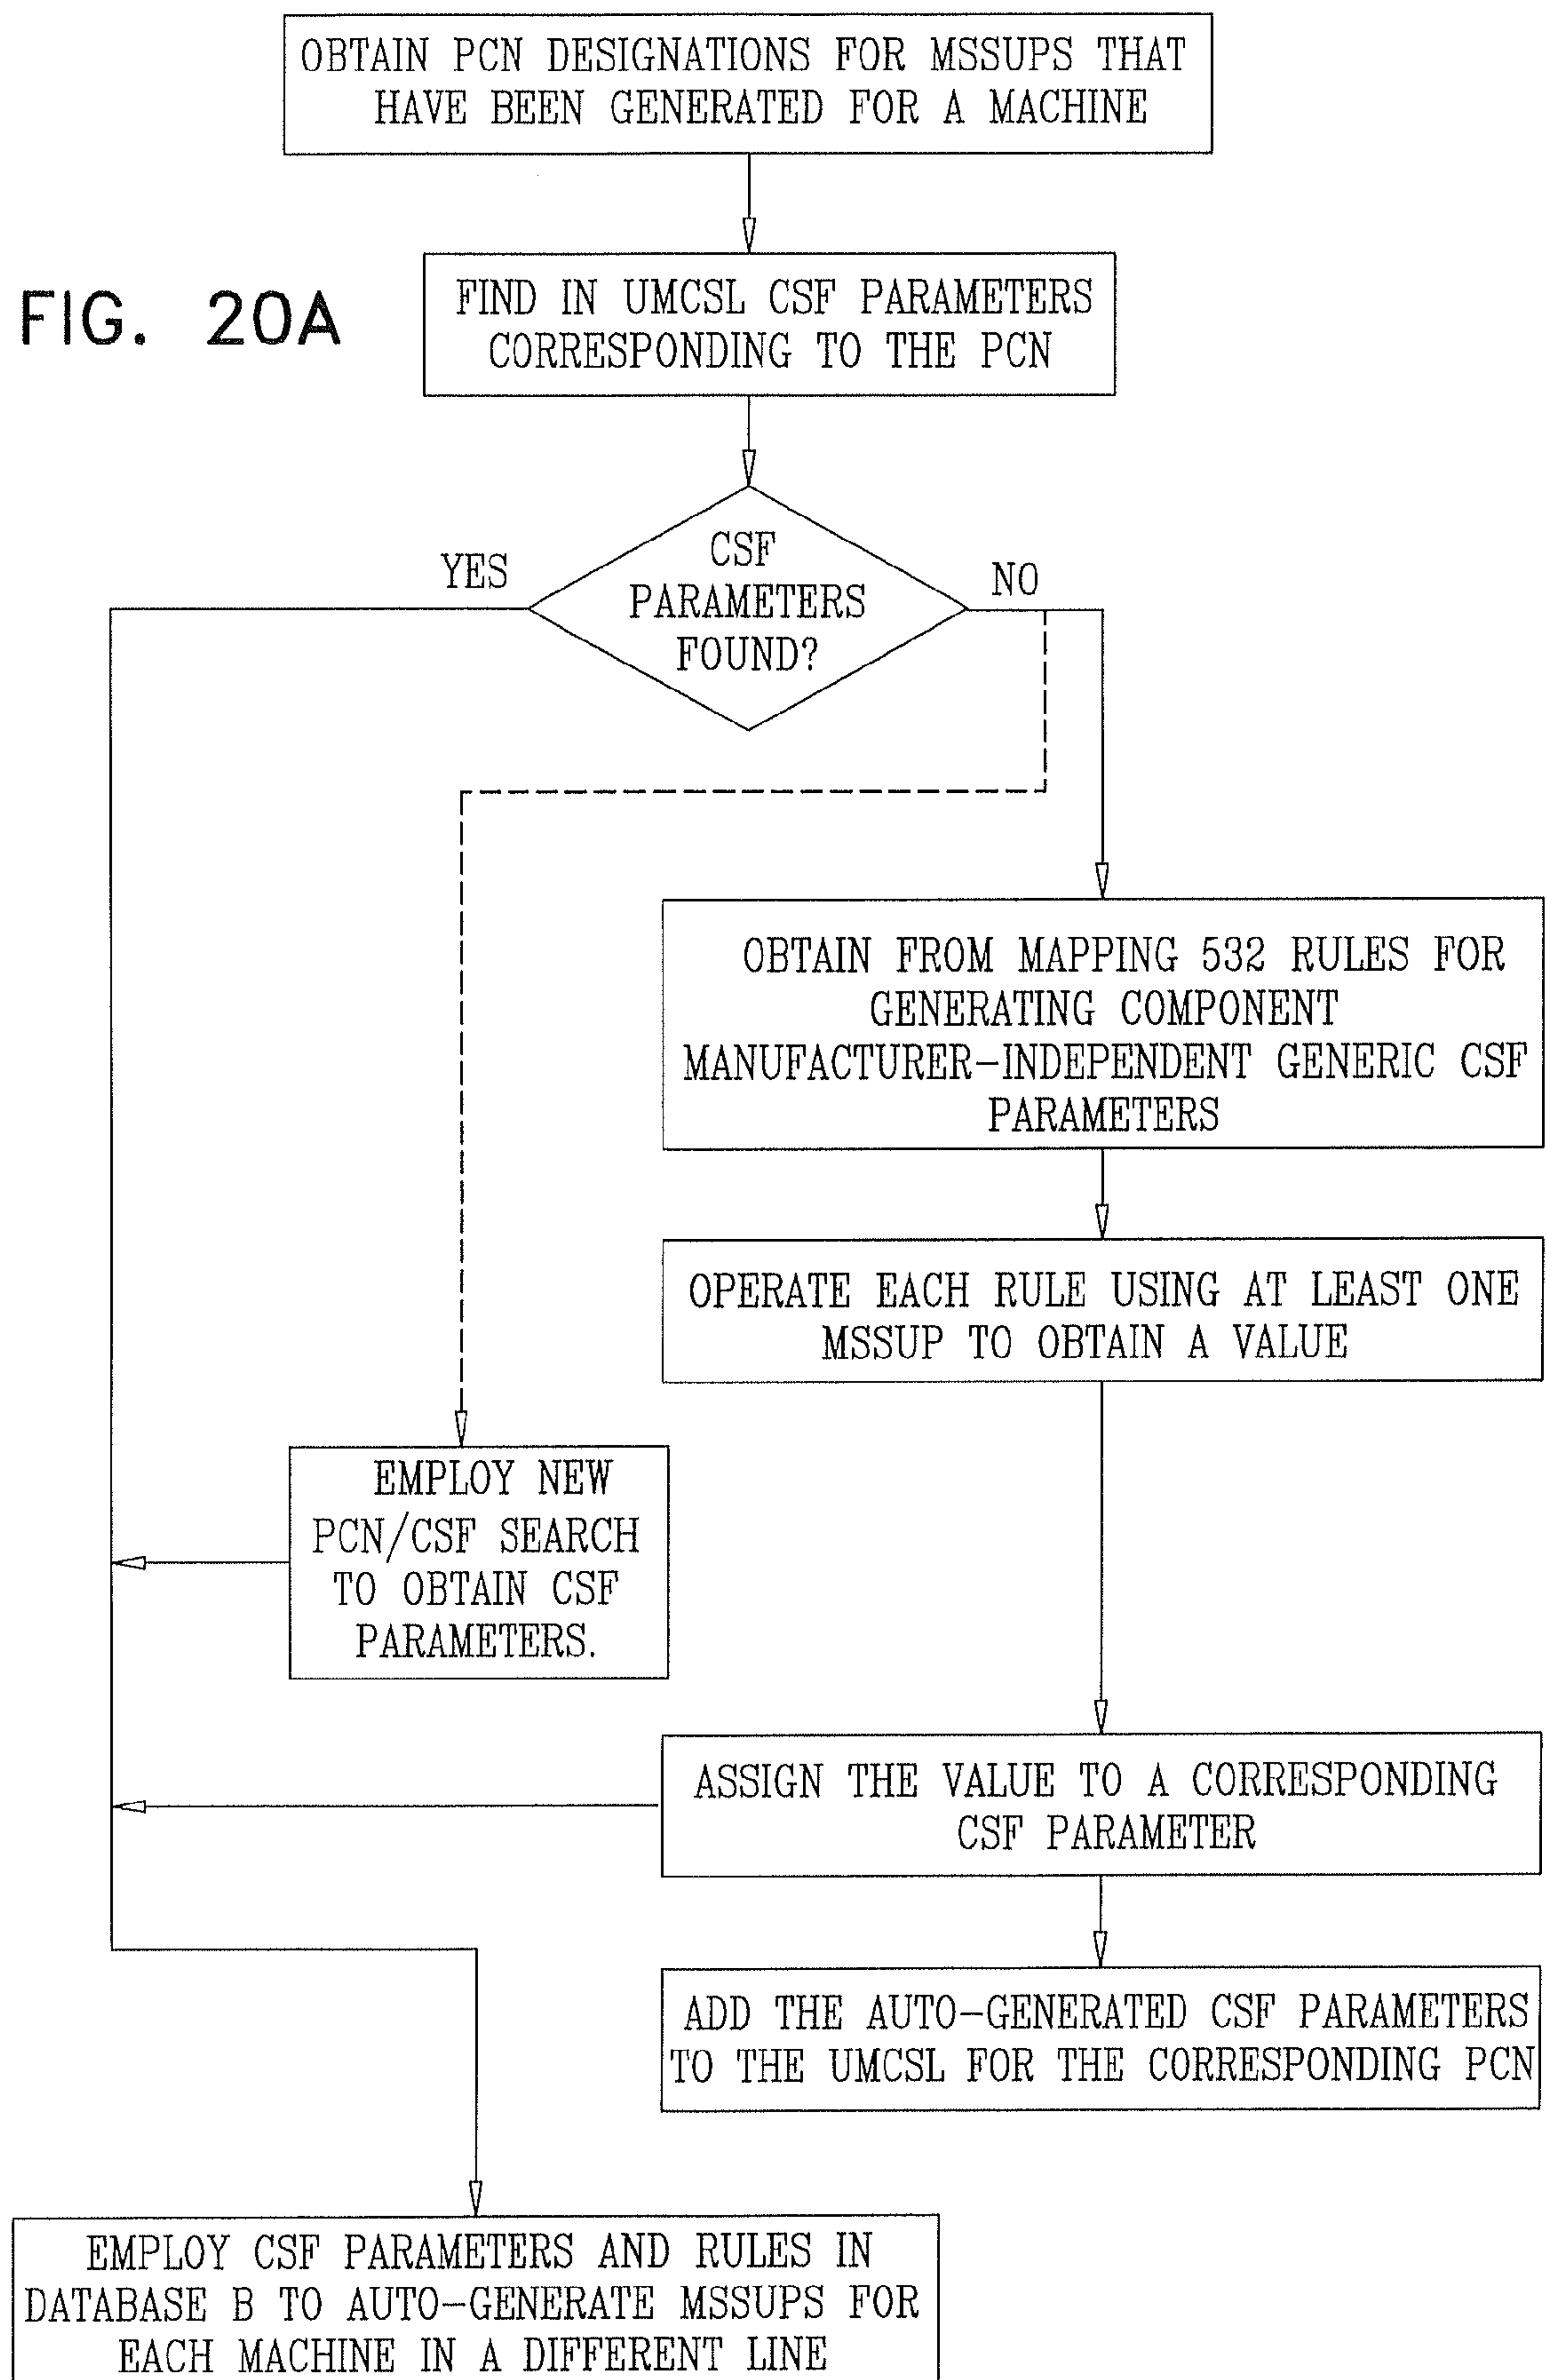 OBTAIN PCN DESIGNATIONS FOR MSSUPS THAT
HAVE BEEN GENERATED FOR A MACHINE
FIG. 20A
FIND IN UMCSL CSF PARAMETERS
CORRESPONDING TO THE PCN
YES
CSF
PARAMETERS
FOUND?
NO
OBTAIN FROM MAPPING 532 RULES FOR
GENERATING COMPONENT
MANUFACTURER-INDEPENDENT GENERIC CSF
PARAMETERS
OPERATE EACH RULE USING AT LEAST ONE
MSSUP TO OBTAIN A VALUE
EMPLOY NEW
PCN/CSF SEARCH
TO OBTAIN CSF
PARAMETERS.
ASSIGN THE VALUE TO A CORRESPONDING
CSF PARAMETER
ADD THE AUTO-GENERATED CSF PARAMETERS
TO THE UMCSL FOR THE CORRESPONDING PCN
EMPLOY CSF PARAMETERS AND RULES IN
DATABASE B TO AUTO-GENERATE MSSUPS FOR
EACH MACHINE IN A DIFFERENT LINE